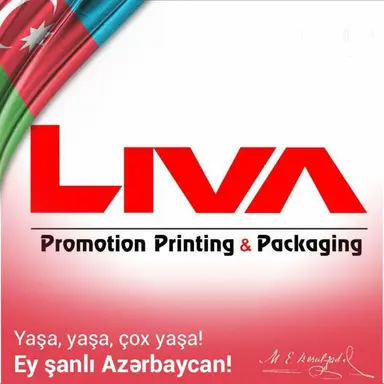 LIVA
Promotion Printing & Packaging
Yaşa, yaşa, çox yaşa!
Ey şanlı Azərbaycan!